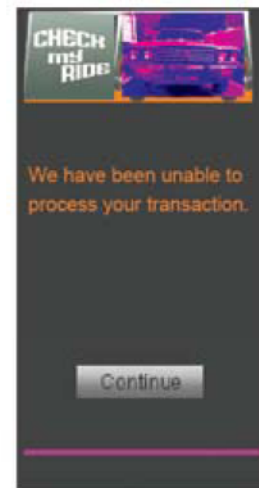 CHECK
my
RIDE
We have been unable to
process your transaction.
Continue